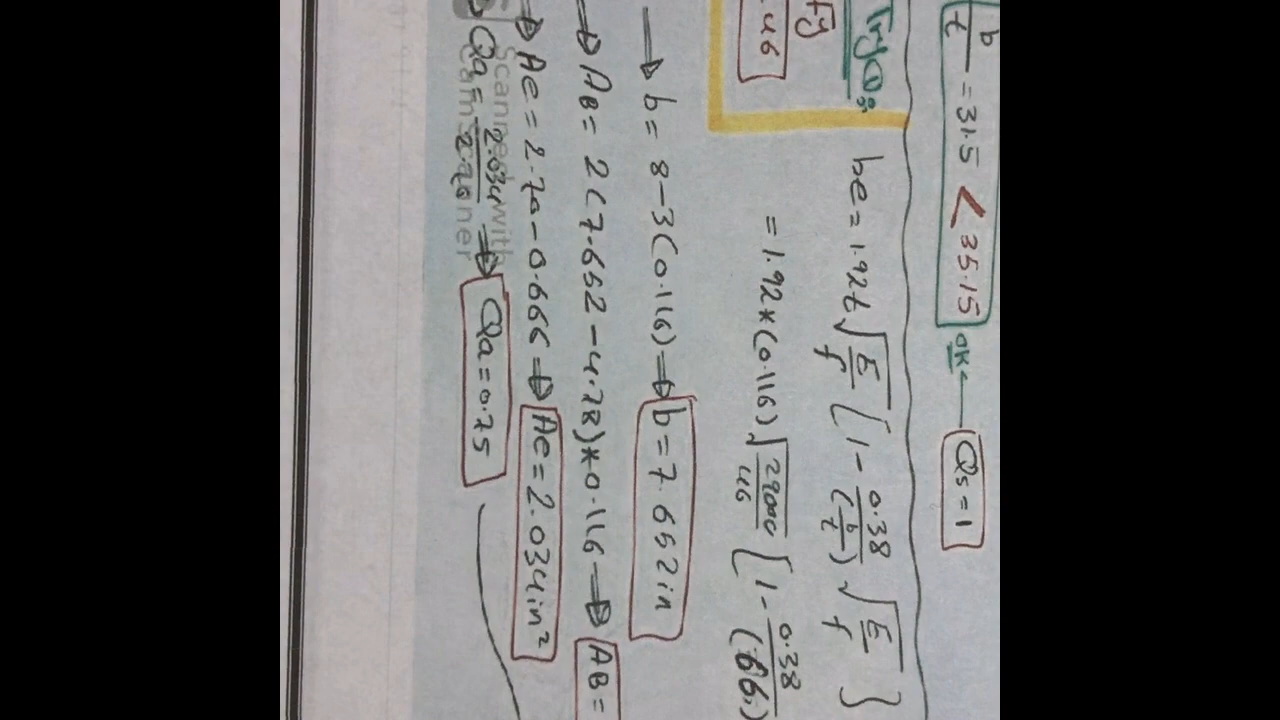 b/t = 31.5 < 35.15 ok ← Qs = 1
Try Q:
be = 1.92t √(E/f) [1 - 0.38/(b/t) √(E/f)]
Fy
46
= 1.92*(0.116) √(29000/46) [1 - 0.38/(66.)
→ b = 8-3(0.116) → b = 7.652in
→ AB = 2(7.652-4.78)*0.116 → AB =
→ Ae = 2.70-0.666 → Ae = 2.034in²
Qa = 2.034/2.70 → Qa = 0.75
Scanned with
CamScanner